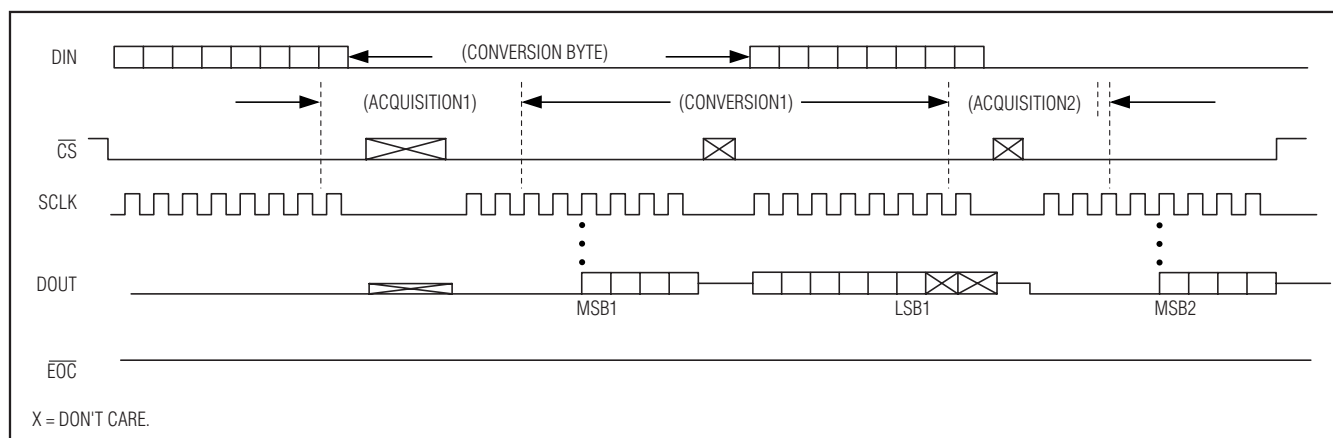 DIN
(CONVERSION BYTE)
(ACQUISITION1)
(CONVERSION1)
(ACQUISITION2)
CS
SCLK
DOUT
MSB1
LSB1
MSB2
EOC
X = DON'T CARE.